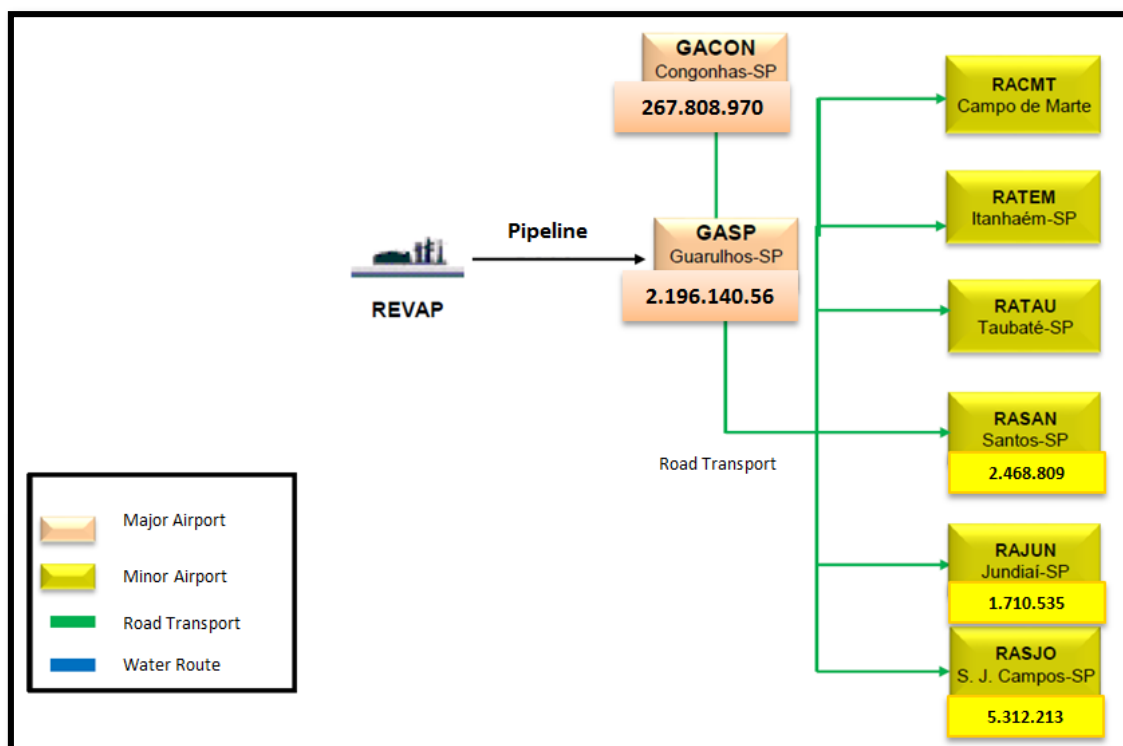 GACON
Congonhas-SP
267.808.970
RACMT
Campo de Marte
RATEM
Itanhaém-SP
Pipeline
GASP
Guarulhos-SP
2.196.140.56
REVAP
RATAU
Taubaté-SP
RASAN
Santos-SP
2.468.809
Road Transport
RAJUN
Jundiaí-SP
1.710.535
RASJO
S. J. Campos-SP
5.312.213
Major Airport
Minor Airport
Road Transport
Water Route